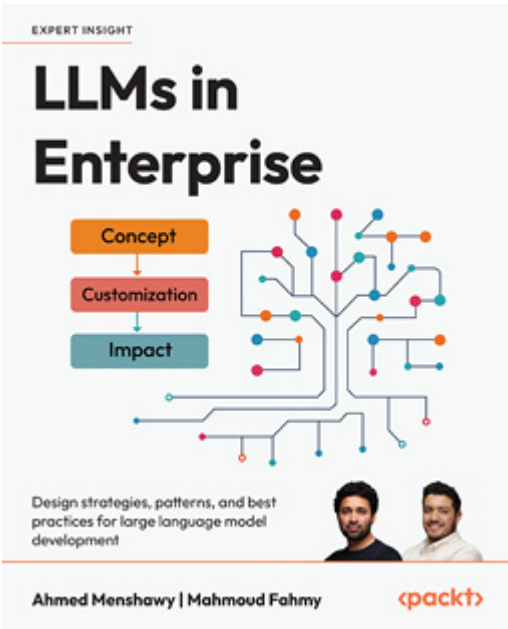 EXPERT INSIGHT
LLMs in
Enterprise
Concept
Customization
Impact
Design strategies, patterns, and best
practices for large language model
development
Ahmed Menshawy | Mahmoud Fahmy
<packt>